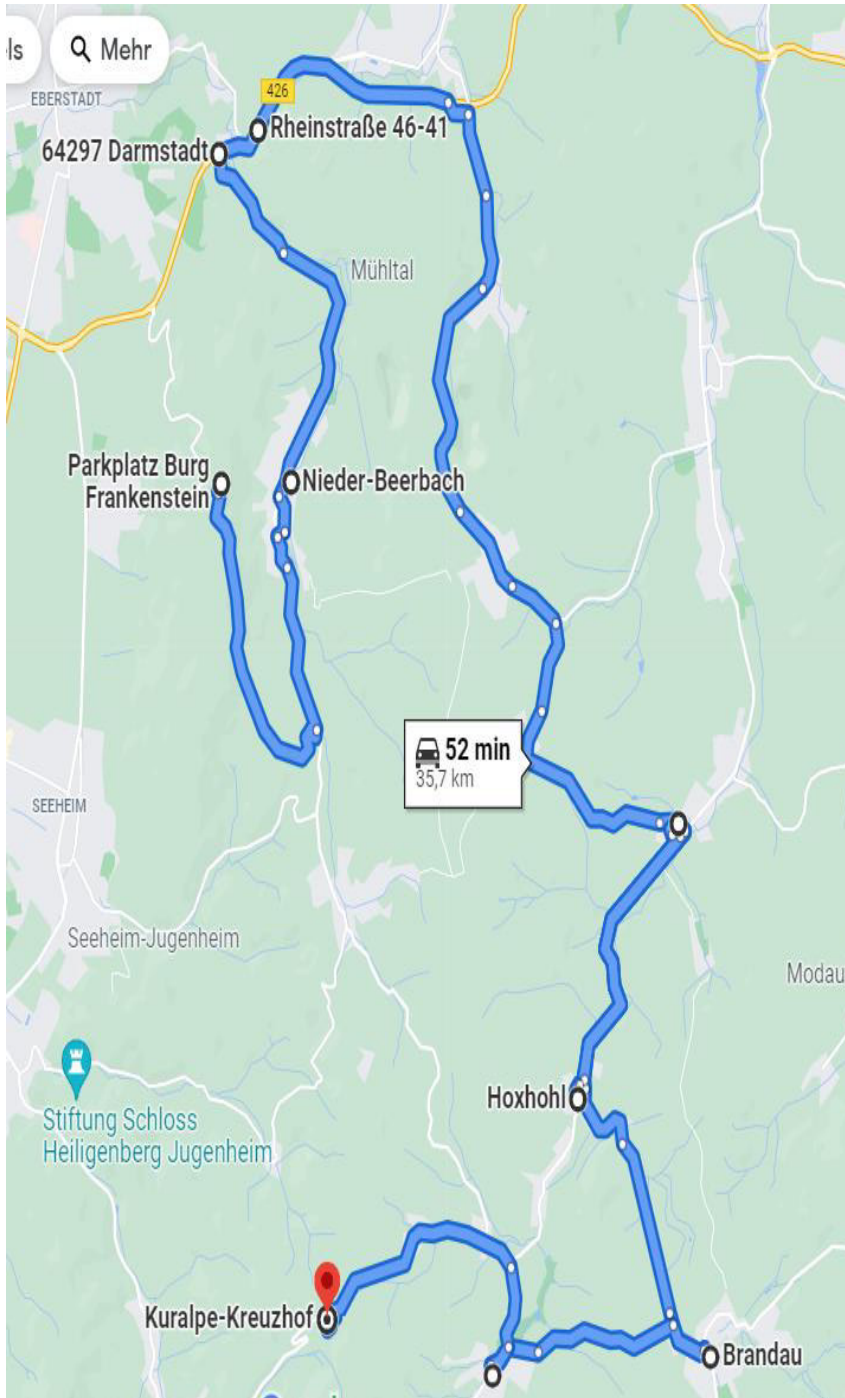 ls
Mehr
EBERSTADT
426
Rheinstraße 46-41
64297 Darmstadt
Mühltal
Parkplatz Burg
Frankenstein
Nieder-Beerbach
52 min
35,7 km
SEEHEIM
Seeheim-Jugenheim
Modau
Hoxhohl
Stiftung Schloss
Heiligenberg Jugenheim
Kuralpe-Kreuzhof
Brandau